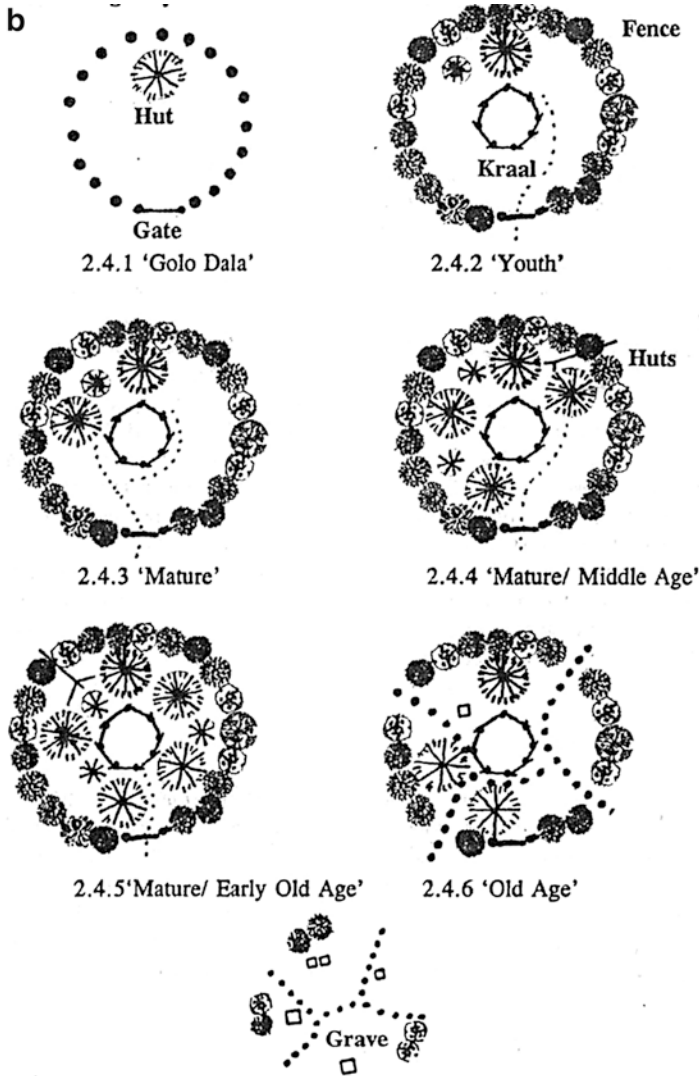 b
Fence
Hut
Kraal
Gate
2.4.1 ‘Golo Dala’
2.4.2 ‘Youth’
Huts
2.4.3 ‘Mature’
2.4.4 ‘Mature/ Middle Age’
2.4.5‘Mature/ Early Old Age’
2.4.6 ‘Old Age’
Grave